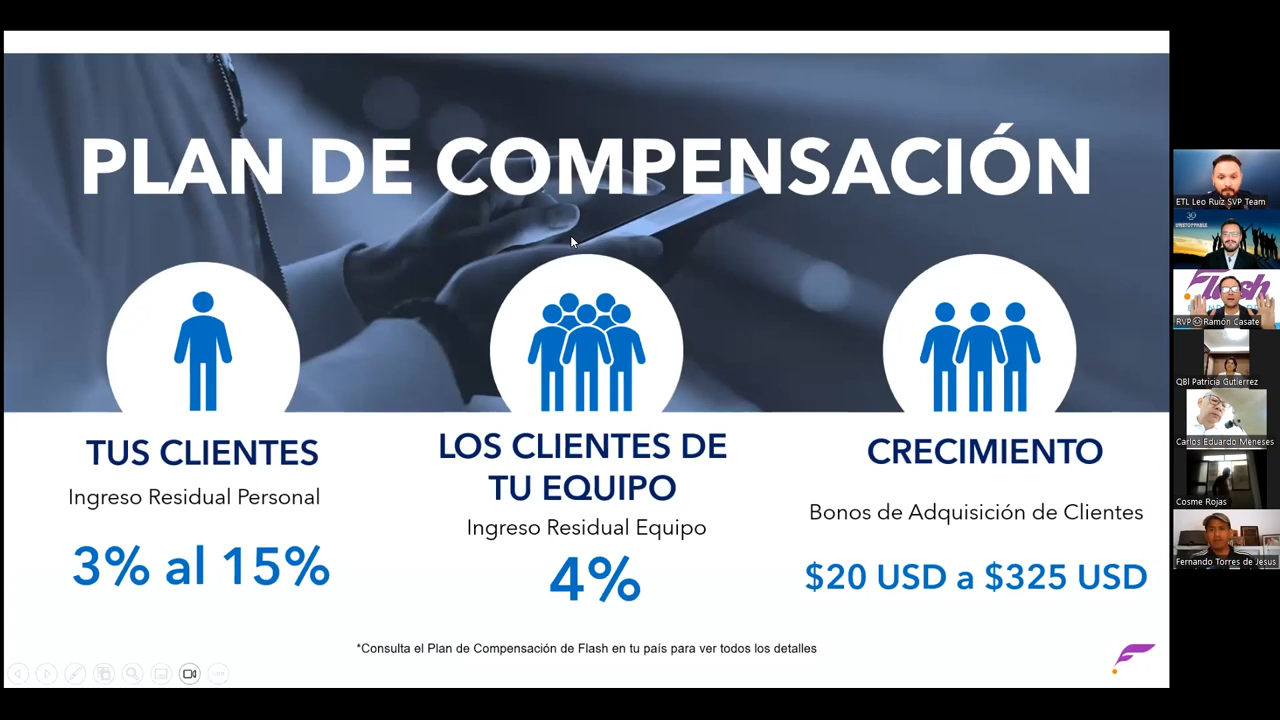 PLAN DE COMPENSACIÓN
TUS CLIENTES
Ingreso Residual Personal
3% al 15%
LOS CLIENTES DE
TU EQUIPO
Ingreso Residual Equipo
4%
CRECIMIENTO
Bonos de Adquisición de Clientes
$20 USD a $325 USD
*Consulta el Plan de Compensación de Flash en tu país para ver todos los detalles
ETL Leo Ruiz SVP Team
UNSTOPPABLE
Flash
RVP Ramón Casate
QBI Patricia Gutierrez
Carlos Eduardo Meneses
Cosme Rojas
Fernando Torres de Jesus